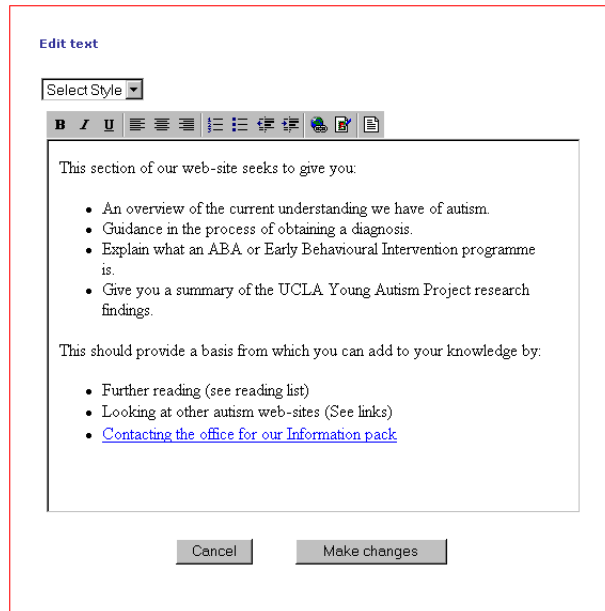 Edit text
Select Style
B I U
This section of our web-site seeks to give you:
An overview of the current understanding we have of autism.
Guidance in the process of obtaining a diagnosis.
Explain what an ABA or Early Behavioural Intervention programme
is.
Give you a summary of the UCLA Young Autism Project research
findings.
This should provide a basis from which you can add to your knowledge by:
Further reading (see reading list)
Looking at other autism web-sites (See links)
Contacting the office for our Information pack
Cancel Make changes